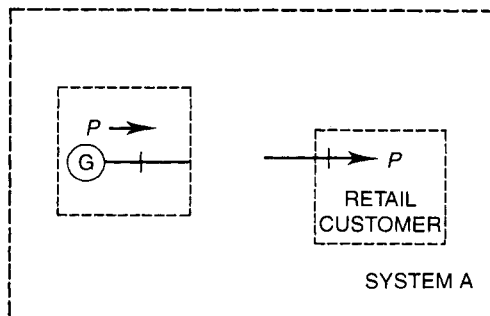 P
G
P
RETAIL
CUSTOMER
SYSTEM A